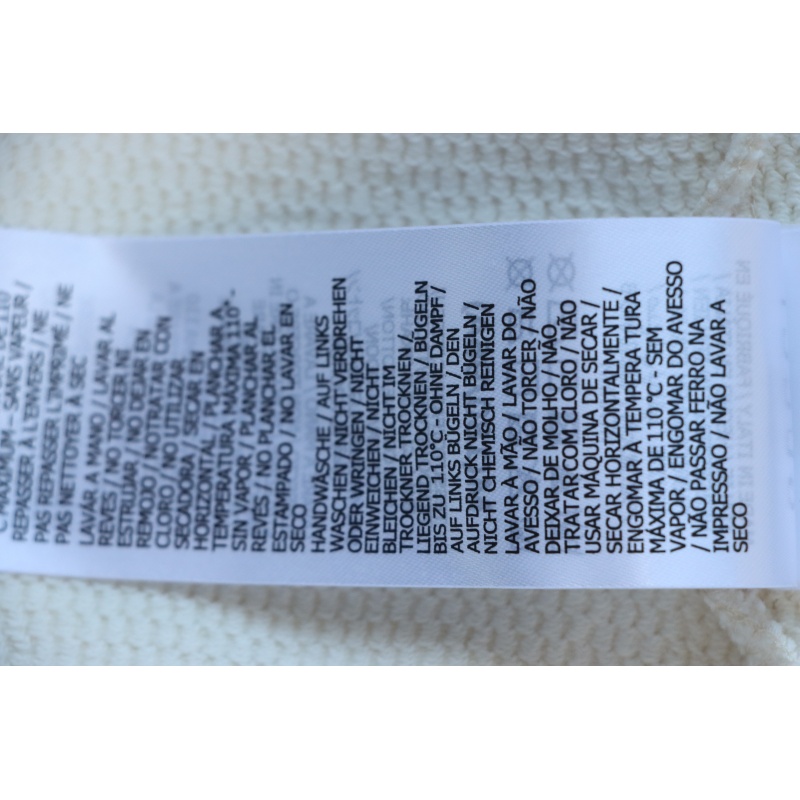 C MAXIMUM – SANS VAPEUR /
REPASSER À L'ENVERS / NE
PAS REPASSER L'IMPRIMÉ / NE
PAS NETTOYER À SEC
LAVAR A MANO / LAVAR AL
REVES / NO TORCER NI
ESTRUJAR / NO DEJAR EN
REMOJO / NO TRATAR CON
CLORO / NO UTILIZAR
SECADORA / SECAR EN
HORIZONTAL / PLANCHAR A
TEMPERATURA MÁXIMA 110° -
SIN VAPOR / PLANCHAR AL
REVES / NO PLANCHAR EL
ESTAMPADO / NO LAVAR EN
SECO
HANDWÄSCHE / AUF LINKS
WASCHEN / NICHT VERDREHEN
ODER WRINGEN / NICHT
EINWEICHEN / NICHT
BLEICHEN / NICHT IM
TROCKNER TROCKNEN /
LIEGEND TROCKNEN / BÜGELN
BIS ZU 110°C - OHNE DAMPF /
AUF LINKS BÜGELN / DEN
AUFDRUCK NICHT BÜGELN /
NICHT CHEMISCH REINIGEN
LAVAR À MÃO / LAVAR DO
AVESSO / NÃO TORCER / NÃO
DEIXAR DE MOLHO / NÃO
TRATAR COM CLORO / NÃO
USAR MÁQUINA DE SECAR /
SECAR HORIZONTALMENTE /
ENGOMAR À TEMPERATURA
MÁXIMA DE 110 °C - SEM
VAPOR / ENGOMAR DO AVESSO
/ NÃO PASSAR FERRO NA
IMPRESSÃO / NÃO LAVAR A
SECO